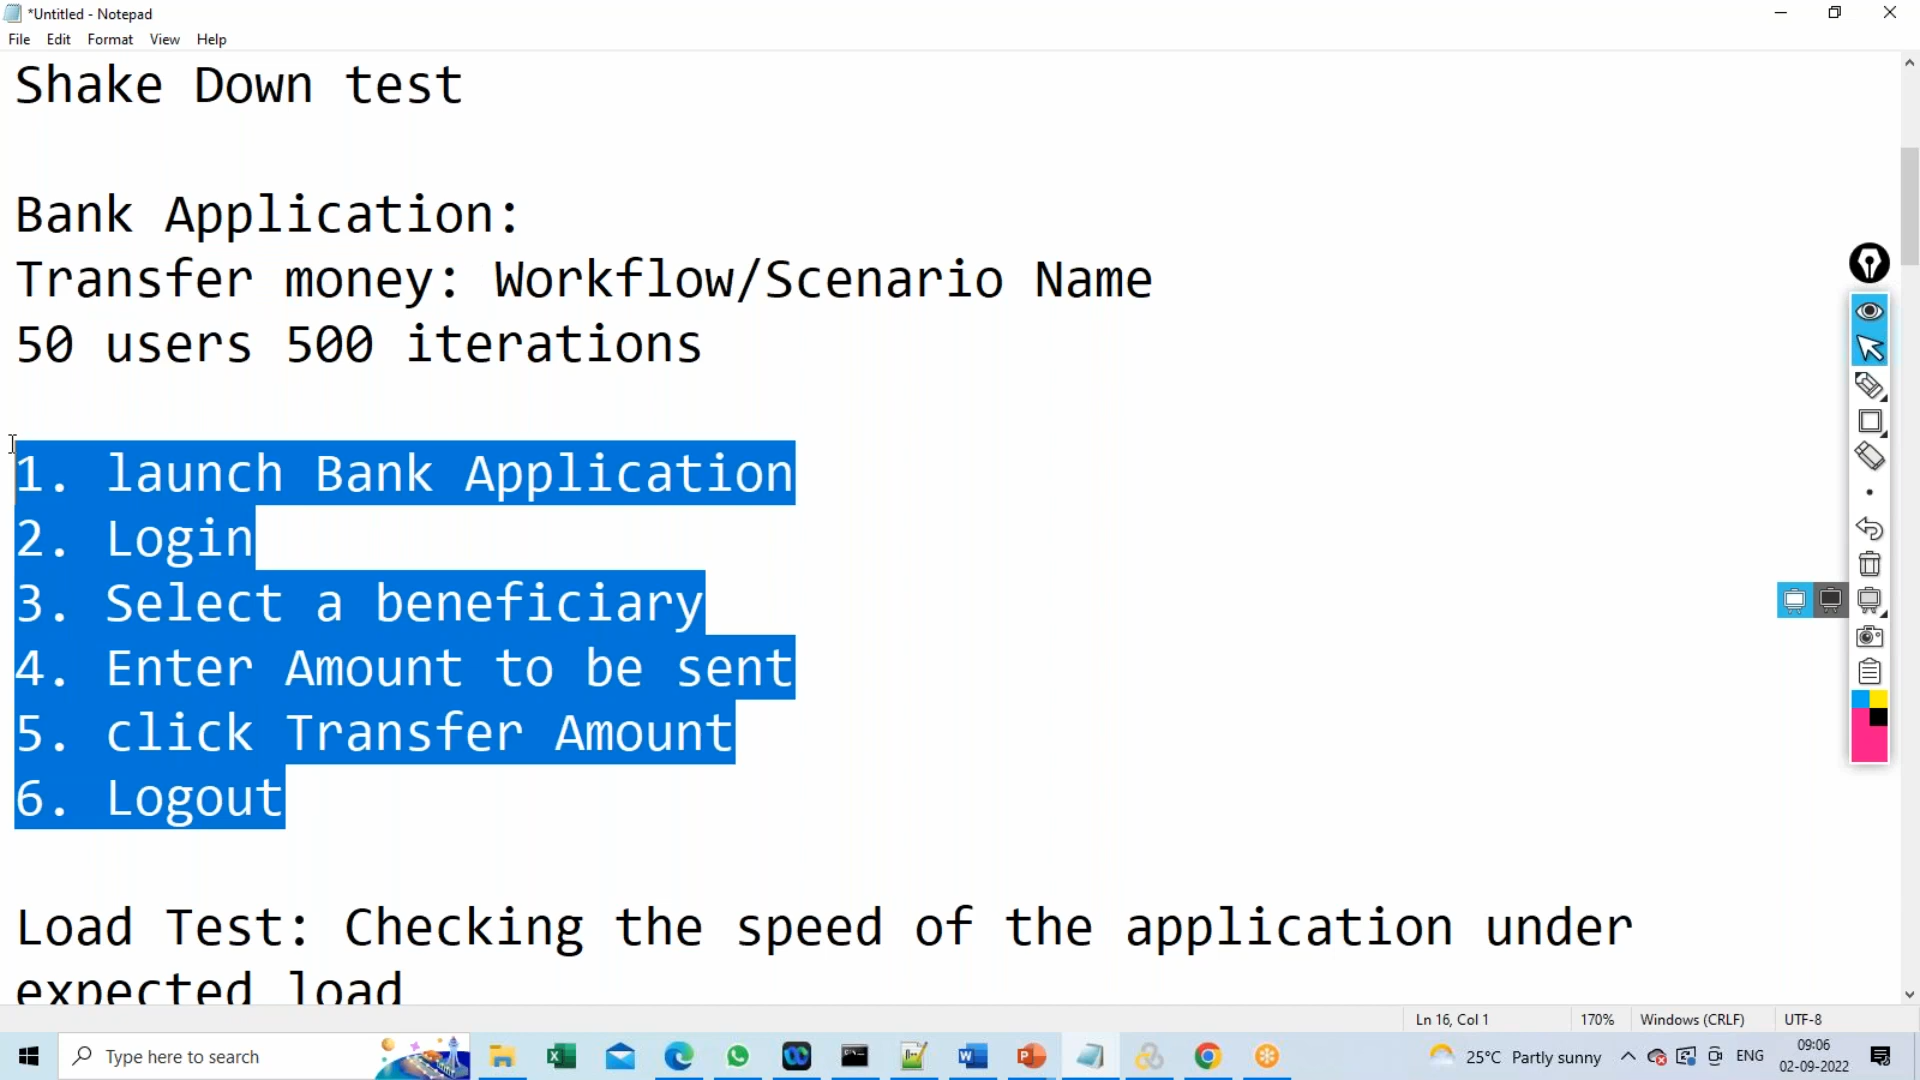 *Untitled - Notepad
File Edit Format View Help
Shake Down test
Bank Application:
Transfer money: Workflow/Scenario Name
50 users 500 iterations
1. launch Bank Application
2. Login
3. Select a beneficiary
4. Enter Amount to be sent
5. click Transfer Amount
6. Logout
Load Test: Checking the speed of the application under
expected load
Ln 16, Col 1 170% Windows (CRLF) UTF-8
Type here to search
25°C Partly sunny ENG
09:06
02-09-2022